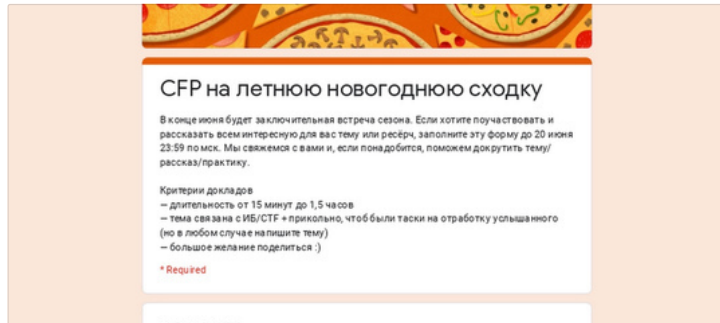 CFP на летнюю новогоднюю сходку
В конце июня будет заключительная встреча сезона. Если хотите поучаствовать и
рассказать всем интересную для вас тему или ресёрч, заполните эту форму до 20 июня
23:59 по мск. Мы свяжемся с вами и, если понадобится, поможем докрутить тему/
рассказ/практику.
Критерии докладов
— длительность от 15 минут до 1,5 часов
— тема связана с ИБ/CTF + прикольно, чтоб были таски на отработку услышанного
(но в любом случае напишите тему)
— большое желание поделиться :)
* Required